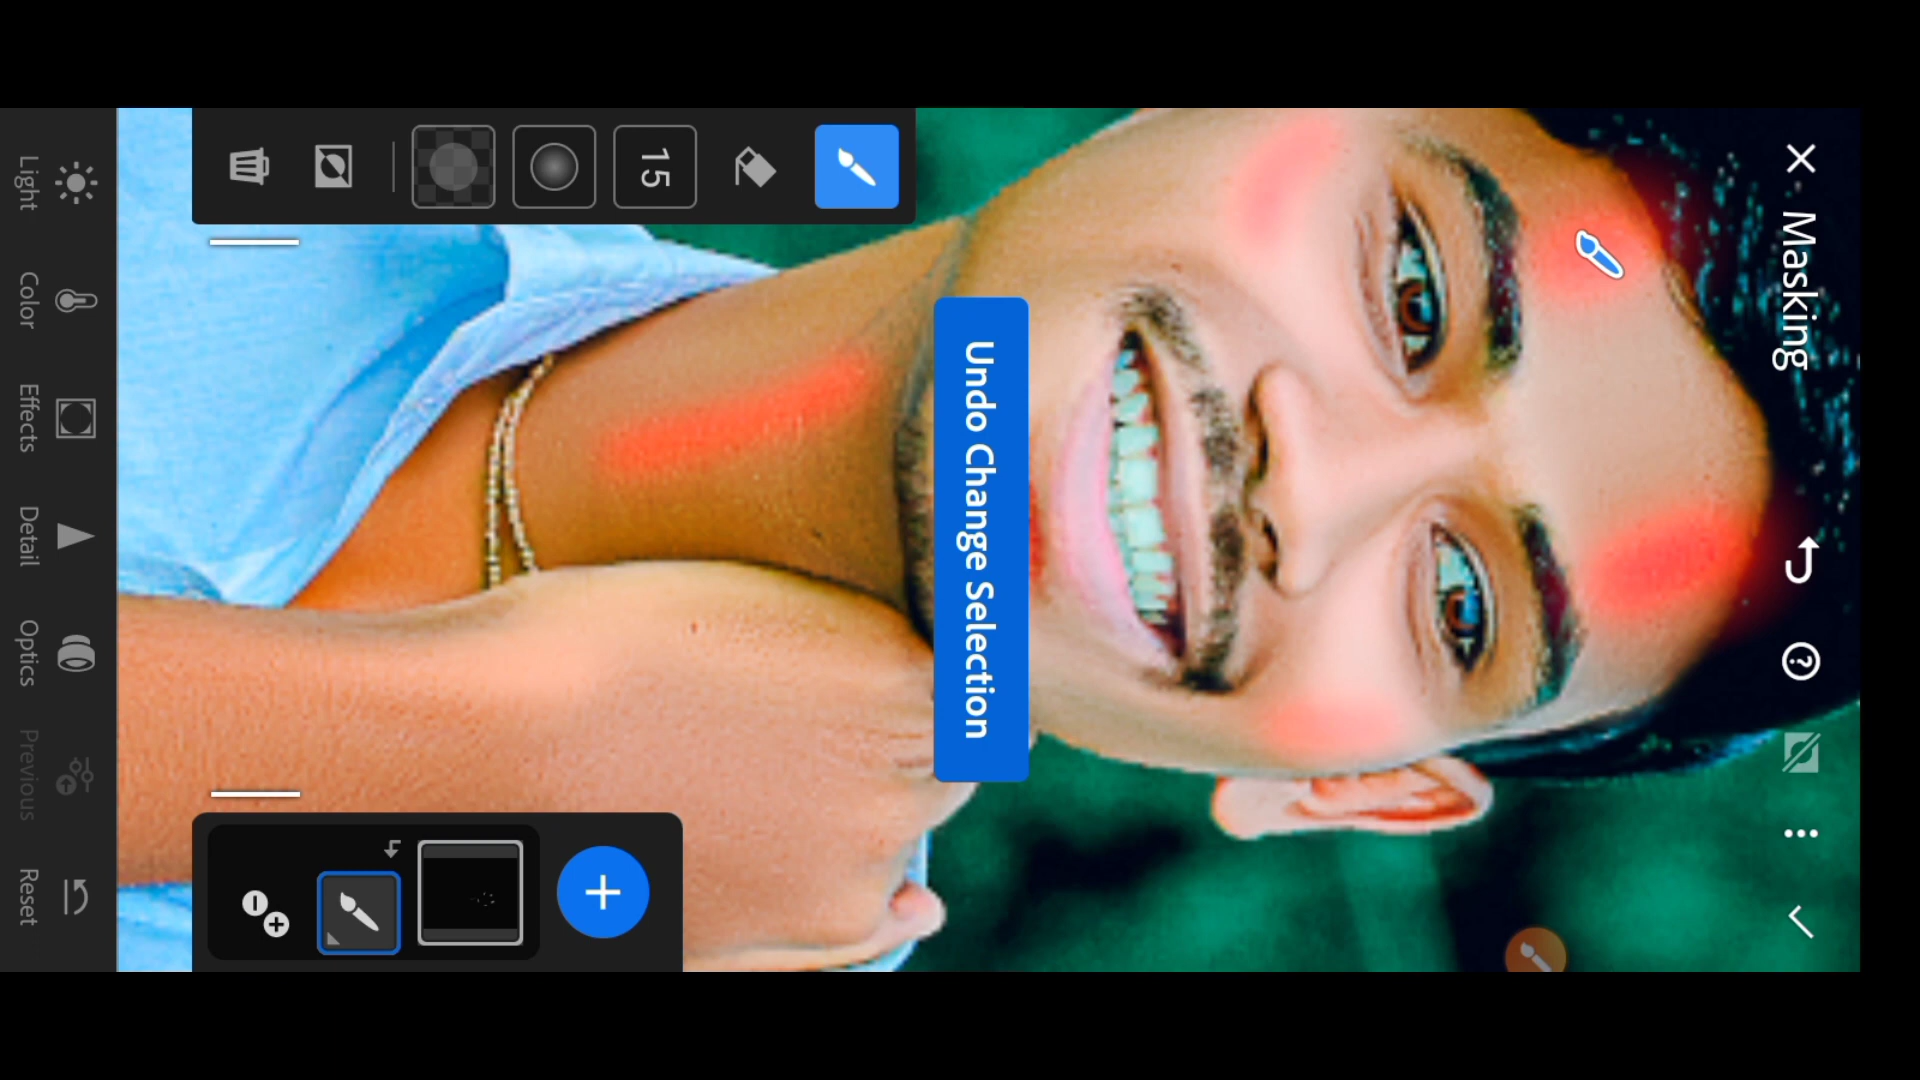 Masking
15
Undo Change Selection
Light
Color
Effects
Detail
Optics
Previous
Reset